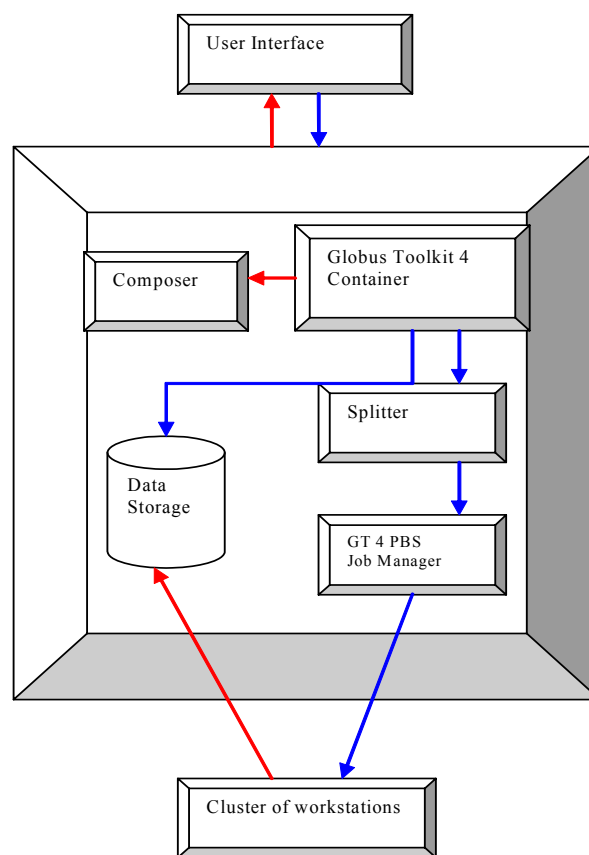 User Interface
Globus Toolkit 4
Container
Composer
Splitter
Data
Storage
GT 4 PBS
Job Manager
Cluster of workstations